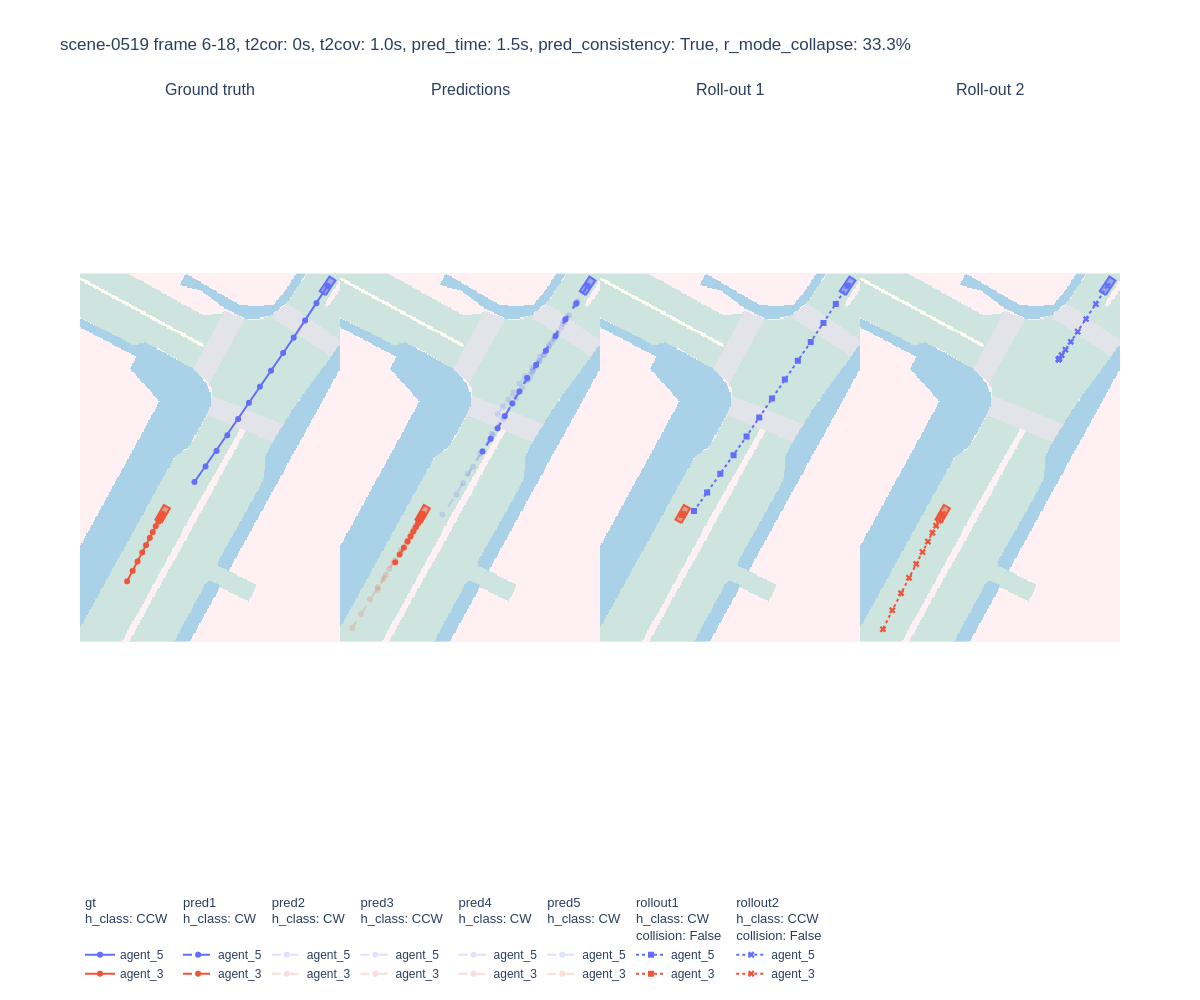 scene-0519 frame 6-18, t2cor: 0s, t2cov: 1.0s, pred_time: 1.5s, pred_consistency: True, r_mode_collapse: 33.3%
Ground truth
Predictions
Roll-out 1
Roll-out 2
gt
h_class: CCW
agent_5
agent_3
pred1
h_class: CW
agent_5
agent_3
pred2
h_class: CW
agent_5
agent_3
pred3
h_class: CCW
agent_5
agent_3
pred4
h_class: CW
agent_5
agent_3
pred5
h_class: CW
agent_5
agent_3
rollout1
h_class: CW
collision: False
agent_5
agent_3
rollout2
h_class: CCW
collision: False
agent_5
agent_3